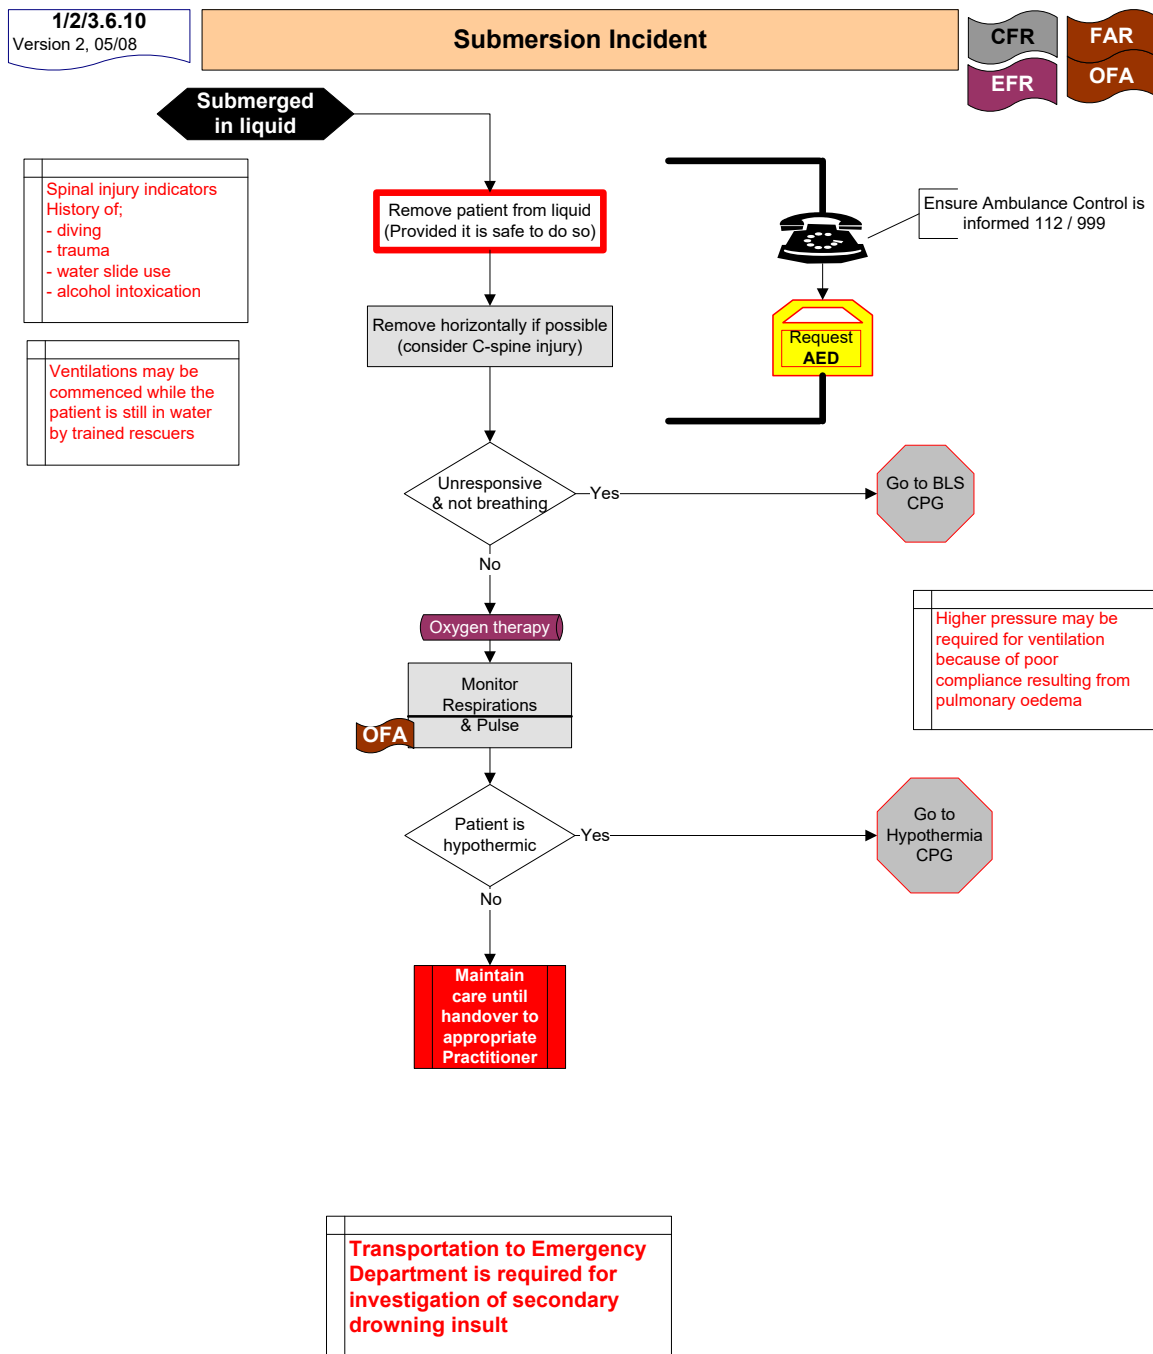 1/2/3.6.10
Version 2, 05/08
Submersion Incident
CFR
FAR
EFR
OFA
Submerged
in liquid
Spinal injury indicators
History of;
- diving
- trauma
- water slide use
- alcohol intoxication
Remove patient from liquid
(Provided it is safe to do so)
Ensure Ambulance Control is
informed 112 / 999
Remove horizontally if possible
(consider C-spine injury)
Request
AED
Ventilations may be
commenced while the
patient is still in water
by trained rescuers
Unresponsive
& not breathing
Yes
Go to BLS
CPG
No
Oxygen therapy
Higher pressure may be
required for ventilation
because of poor
compliance resulting from
pulmonary oedema
Monitor
Respirations
& Pulse
OFA
Patient is
hypothermic
Yes
Go to
Hypothermia
CPG
No
Maintain
care until
handover to
appropriate
Practitioner
Transportation to Emergency
Department is required for
investigation of secondary
drowning insult